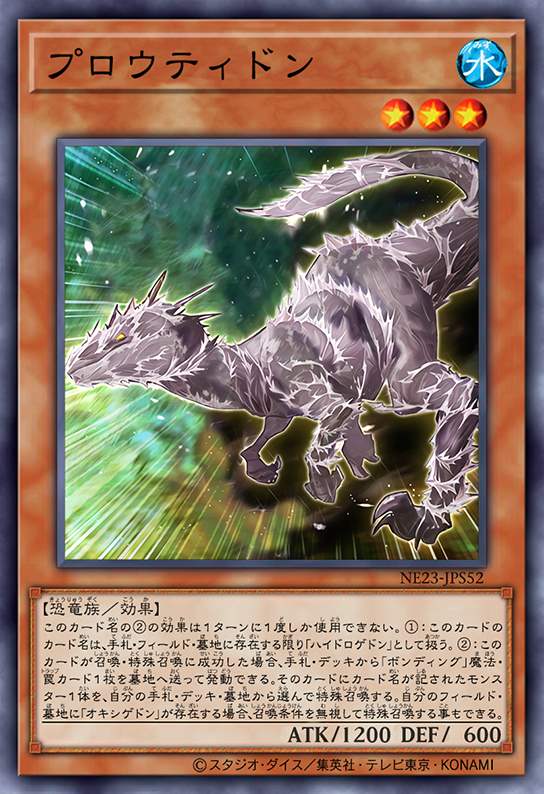 プロウティドン
みず
水
NE23-JPS52
【恐竜族／効果】
このカード名の②の効果は１ターンに１度しか使用できない。①：このカードの
カード名は、手札・フィールド・墓地に存在する限り「ハイドロゲドン」として扱う。②：この
カードが召喚・特殊召喚に成功した場合、手札・デッキから「ボンディング」魔法・
罠カード１枚を墓地へ送って発動できる。そのカードにカード名が記されたモンス
ター１体を、自分の手札・デッキ・墓地から選んで特殊召喚する。自分のフィールド・
墓地に「オキシゲドン」が存在する場合、召喚条件を無視して特殊召喚する事もできる。
ATK/1200 DEF/ 600
©スタジオ・ダイス／集英社・テレビ東京・KONAMI